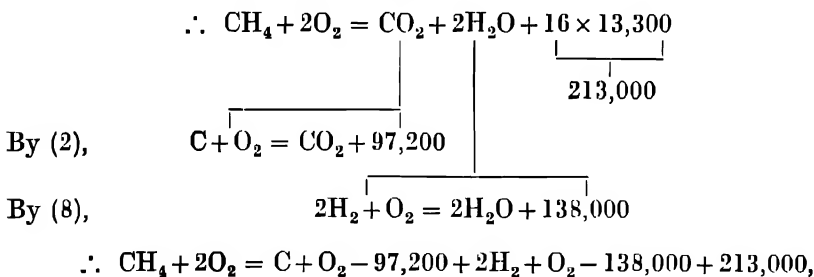 ∴ CH₄+2O₂ = CO₂+2H₂O+16×13,300
213,000
By (2), C+O₂ = CO₂+97,200
By (8), 2H₂+O₂ = 2H₂O+138,000
∴ CH₄+2O₂ = C+O₂−97,200+2H₂+O₂−138,000+213,000,